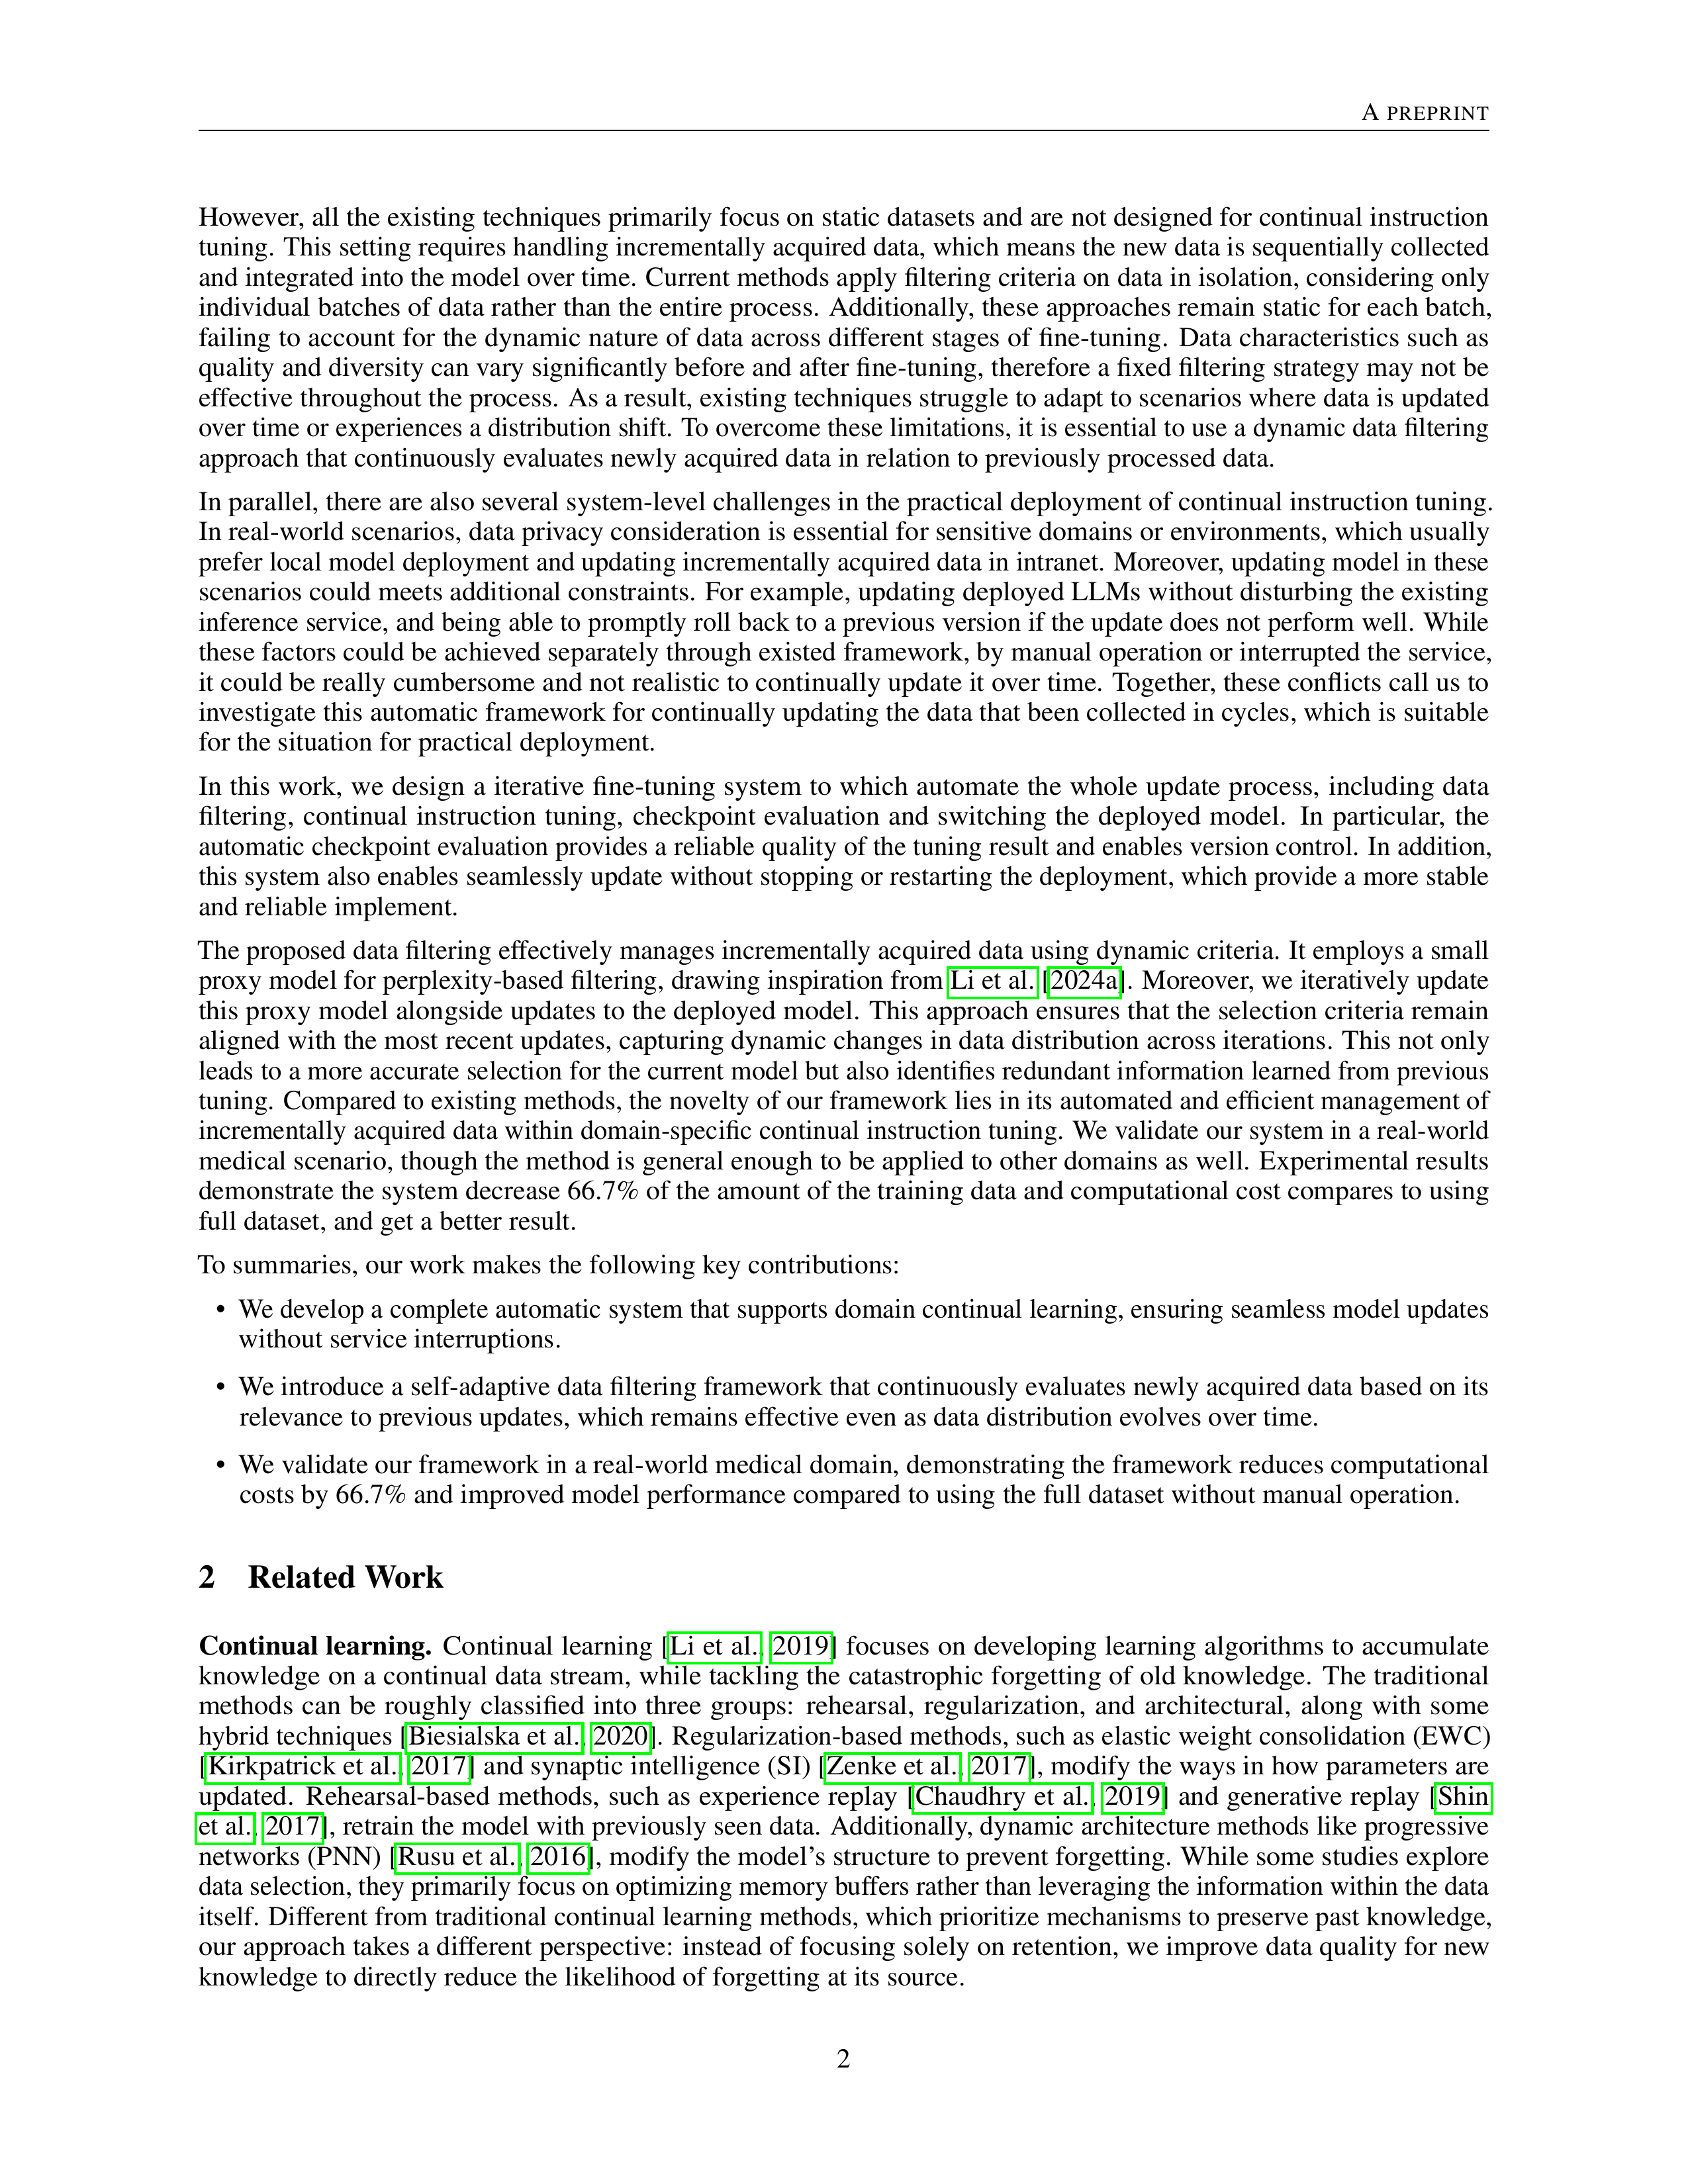 A PREPRINT
However, all the existing techniques primarily focus on static datasets and are not designed for continual instruction
tuning. This setting requires handling incrementally acquired data, which means the new data is sequentially collected
and integrated into the model over time. Current methods apply filtering criteria on data in isolation, considering only
individual batches of data rather than the entire process. Additionally, these approaches remain static for each batch,
failing to account for the dynamic nature of data across different stages of fine-tuning. Data characteristics such as
quality and diversity can vary significantly before and after fine-tuning, therefore a fixed filtering strategy may not be
effective throughout the process. As a result, existing techniques struggle to adapt to scenarios where data is updated
over time or experiences a distribution shift. To overcome these limitations, it is essential to use a dynamic data filtering
approach that continuously evaluates newly acquired data in relation to previously processed data.
In parallel, there are also several system-level challenges in the practical deployment of continual instruction tuning.
In real-world scenarios, data privacy consideration is essential for sensitive domains or environments, which usually
prefer local model deployment and updating incrementally acquired data in intranet. Moreover, updating model in these
scenarios could meets additional constraints. For example, updating deployed LLMs without disturbing the existing
inference service, and being able to promptly roll back to a previous version if the update does not perform well. While
these factors could be achieved separately through existed framework, by manual operation or interrupted the service,
it could be really cumbersome and not realistic to continually update it over time. Together, these conflicts call us to
investigate this automatic framework for continually updating the data that been collected in cycles, which is suitable
for the situation for practical deployment.
In this work, we design a iterative fine-tuning system to which automate the whole update process, including data
filtering, continual instruction tuning, checkpoint evaluation and switching the deployed model. In particular, the
automatic checkpoint evaluation provides a reliable quality of the tuning result and enables version control. In addition,
this system also enables seamlessly update without stopping or restarting the deployment, which provide a more stable
and reliable implement.
The proposed data filtering effectively manages incrementally acquired data using dynamic criteria. It employs a small
proxy model for perplexity-based filtering, drawing inspiration from Li et al. [2024a]. Moreover, we iteratively update
this proxy model alongside updates to the deployed model. This approach ensures that the selection criteria remain
aligned with the most recent updates, capturing dynamic changes in data distribution across iterations. This not only
leads to a more accurate selection for the current model but also identifies redundant information learned from previous
tuning. Compared to existing methods, the novelty of our framework lies in its automated and efficient management of
incrementally acquired data within domain-specific continual instruction tuning. We validate our system in a real-world
medical scenario, though the method is general enough to be applied to other domains as well. Experimental results
demonstrate the system decrease 66.7% of the amount of the training data and computational cost compares to using
full dataset, and get a better result.
To summaries, our work makes the following key contributions:
• We develop a complete automatic system that supports domain continual learning, ensuring seamless model updates
without service interruptions.
• We introduce a self-adaptive data filtering framework that continuously evaluates newly acquired data based on its
relevance to previous updates, which remains effective even as data distribution evolves over time.
• We validate our framework in a real-world medical domain, demonstrating the framework reduces computational
costs by 66.7% and improved model performance compared to using the full dataset without manual operation.
2 Related Work
Continual learning. Continual learning [Li et al., 2019] focuses on developing learning algorithms to accumulate
knowledge on a continual data stream, while tackling the catastrophic forgetting of old knowledge. The traditional
methods can be roughly classified into three groups: rehearsal, regularization, and architectural, along with some
hybrid techniques [Biesialska et al., 2020]. Regularization-based methods, such as elastic weight consolidation (EWC)
[Kirkpatrick et al., 2017] and synaptic intelligence (SI) [Zenke et al., 2017], modify the ways in how parameters are
updated. Rehearsal-based methods, such as experience replay [Chaudhry et al., 2019] and generative replay [Shin
et al., 2017], retrain the model with previously seen data. Additionally, dynamic architecture methods like progressive
networks (PNN) [Rusu et al., 2016], modify the model's structure to prevent forgetting. While some studies explore
data selection, they primarily focus on optimizing memory buffers rather than leveraging the information within the data
itself. Different from traditional continual learning methods, which prioritize mechanisms to preserve past knowledge,
our approach takes a different perspective: instead of focusing solely on retention, we improve data quality for new
knowledge to directly reduce the likelihood of forgetting at its source.
2